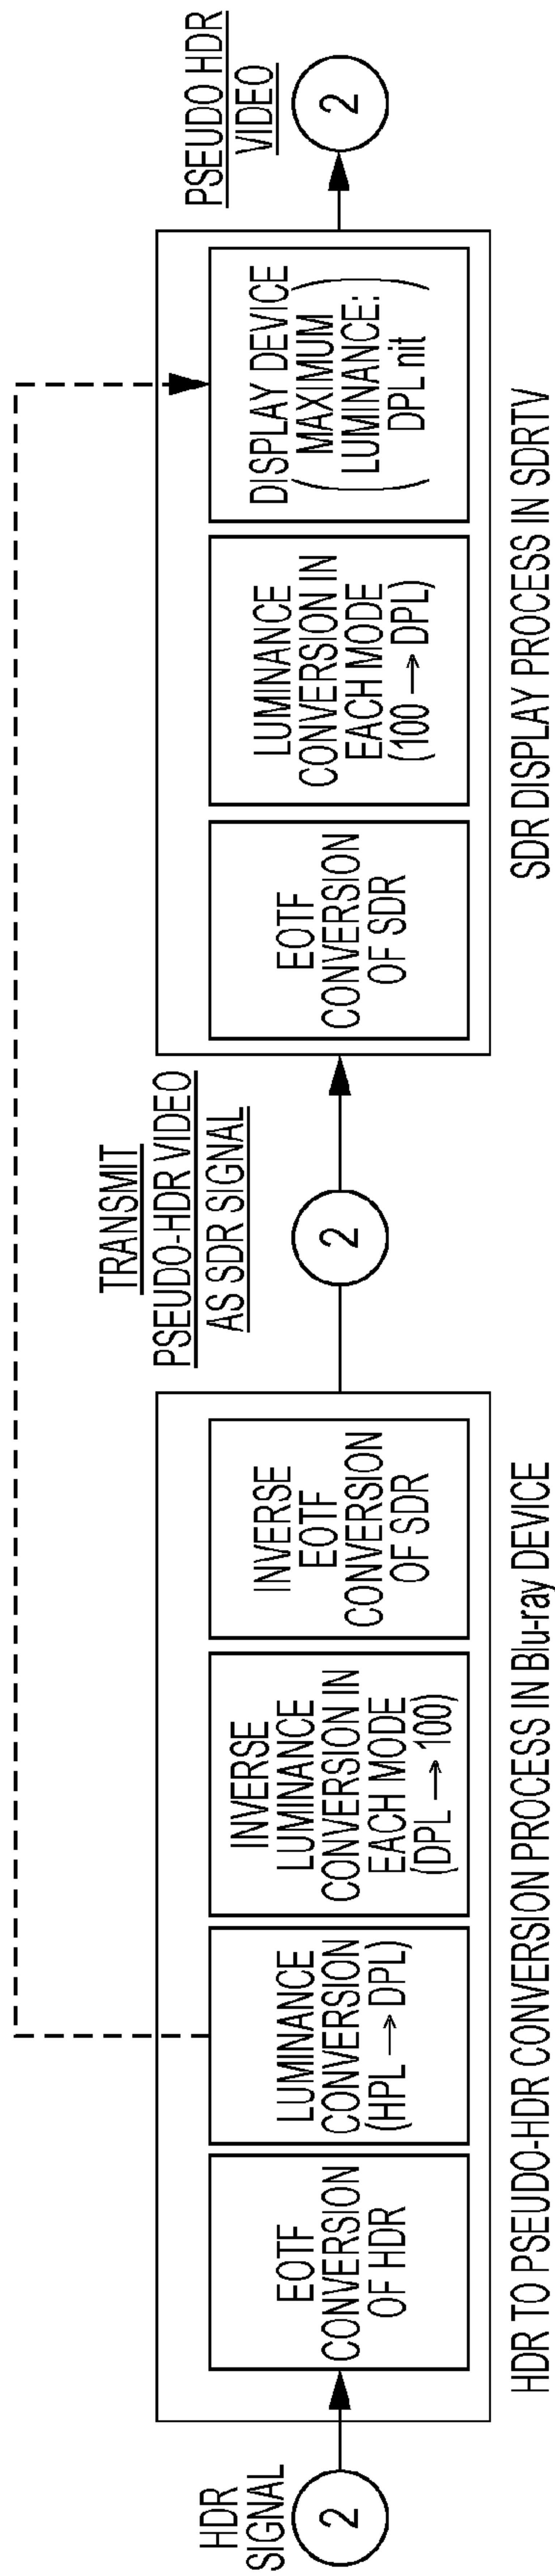 HDR
SIGNAL
2
EOTF
CONVERSION
OF HDR
LUMINANCE
CONVERSION
(HPL → DPL)
INVERSE
LUMINANCE
CONVERSION IN
EACH MODE
(DPL → 100)
INVERSE
EOTF
CONVERSION
OF SDR
HDR TO PSEUDO-HDR CONVERSION PROCESS IN Blu-ray DEVICE
TRANSMIT
PSEUDO-HDR VIDEO
AS SDR SIGNAL
2
EOTF
CONVERSION
OF SDR
LUMINANCE
CONVERSION IN
EACH MODE
(100 → DPL)
DISPLAY DEVICE
(MAXIMUM
LUMINANCE:
DPL nit)
SDR DISPLAY PROCESS IN SDRTV
PSEUDO HDR
VIDEO
2